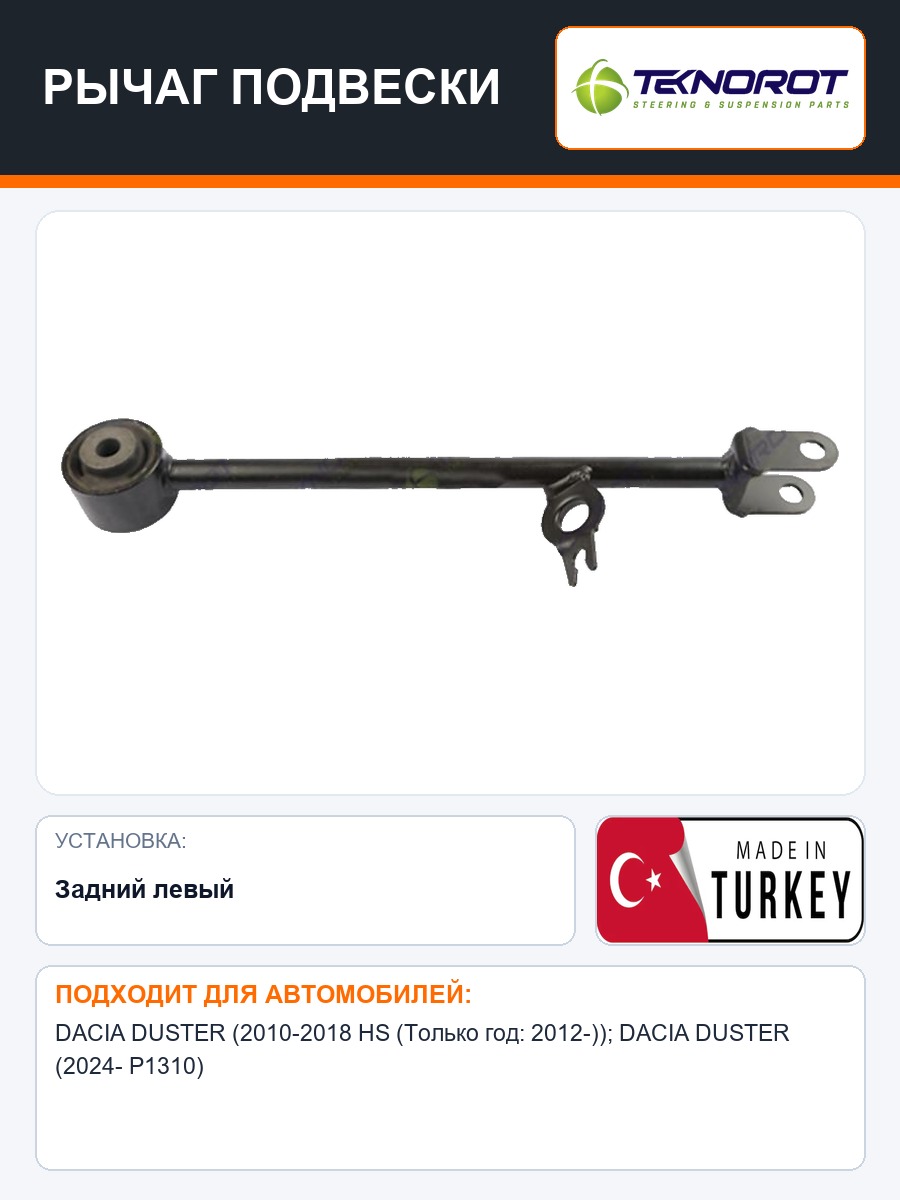 РЫЧАГ ПОДВЕСКИ
TEKNOROT
STEERING & SUSPENSION PARTS
УСТАНОВКА:
Задний левый
MADE IN
TURKEY
ПОДХОДИТ ДЛЯ АВТОМОБИЛЕЙ:
DACIA DUSTER (2010-2018 HS (Только год: 2012-)); DACIA DUSTER
(2024- P1310)